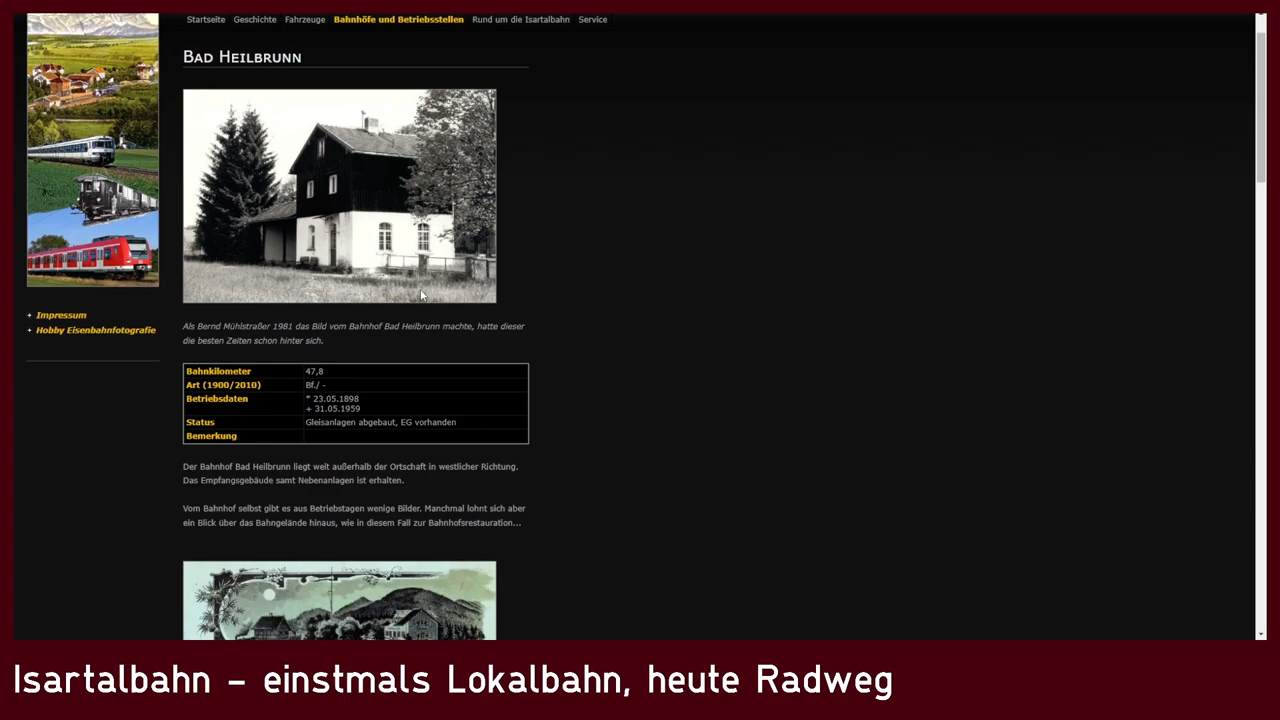 Startseite Geschichte Fahrzeuge Bahnhöfe und Betriebsstellen Rund um die Isartalbahn Service
Bad Heilbrunn
Impressum
Hobby Eisenbahnfotografie
Als Bernd Mühlstraßer 1981 das Bild vom Bahnhof Bad Heilbrunn machte, hatte dieser
die besten Zeiten schon hinter sich.
Bahnkilometer 47,8
Art (1900/2010) Bf./ -
Betriebsdaten * 23.05.1898
+ 31.05.1959
Status Gleisanlagen abgebaut, EG vorhanden
Bemerkung
Der Bahnhof Bad Heilbrunn liegt weit außerhalb der Ortschaft in westlicher Richtung.
Das Empfangsgebäude samt Nebenanlagen ist erhalten.
Vom Bahnhof selbst gibt es aus Betriebstagen wenige Bilder. Manchmal lohnt sich aber
ein Blick über das Bahngelände hinaus, wie in diesem Fall zur Bahnhofsrestauration...
Isartalbahn - einstmals Lokalbahn, heute Radweg